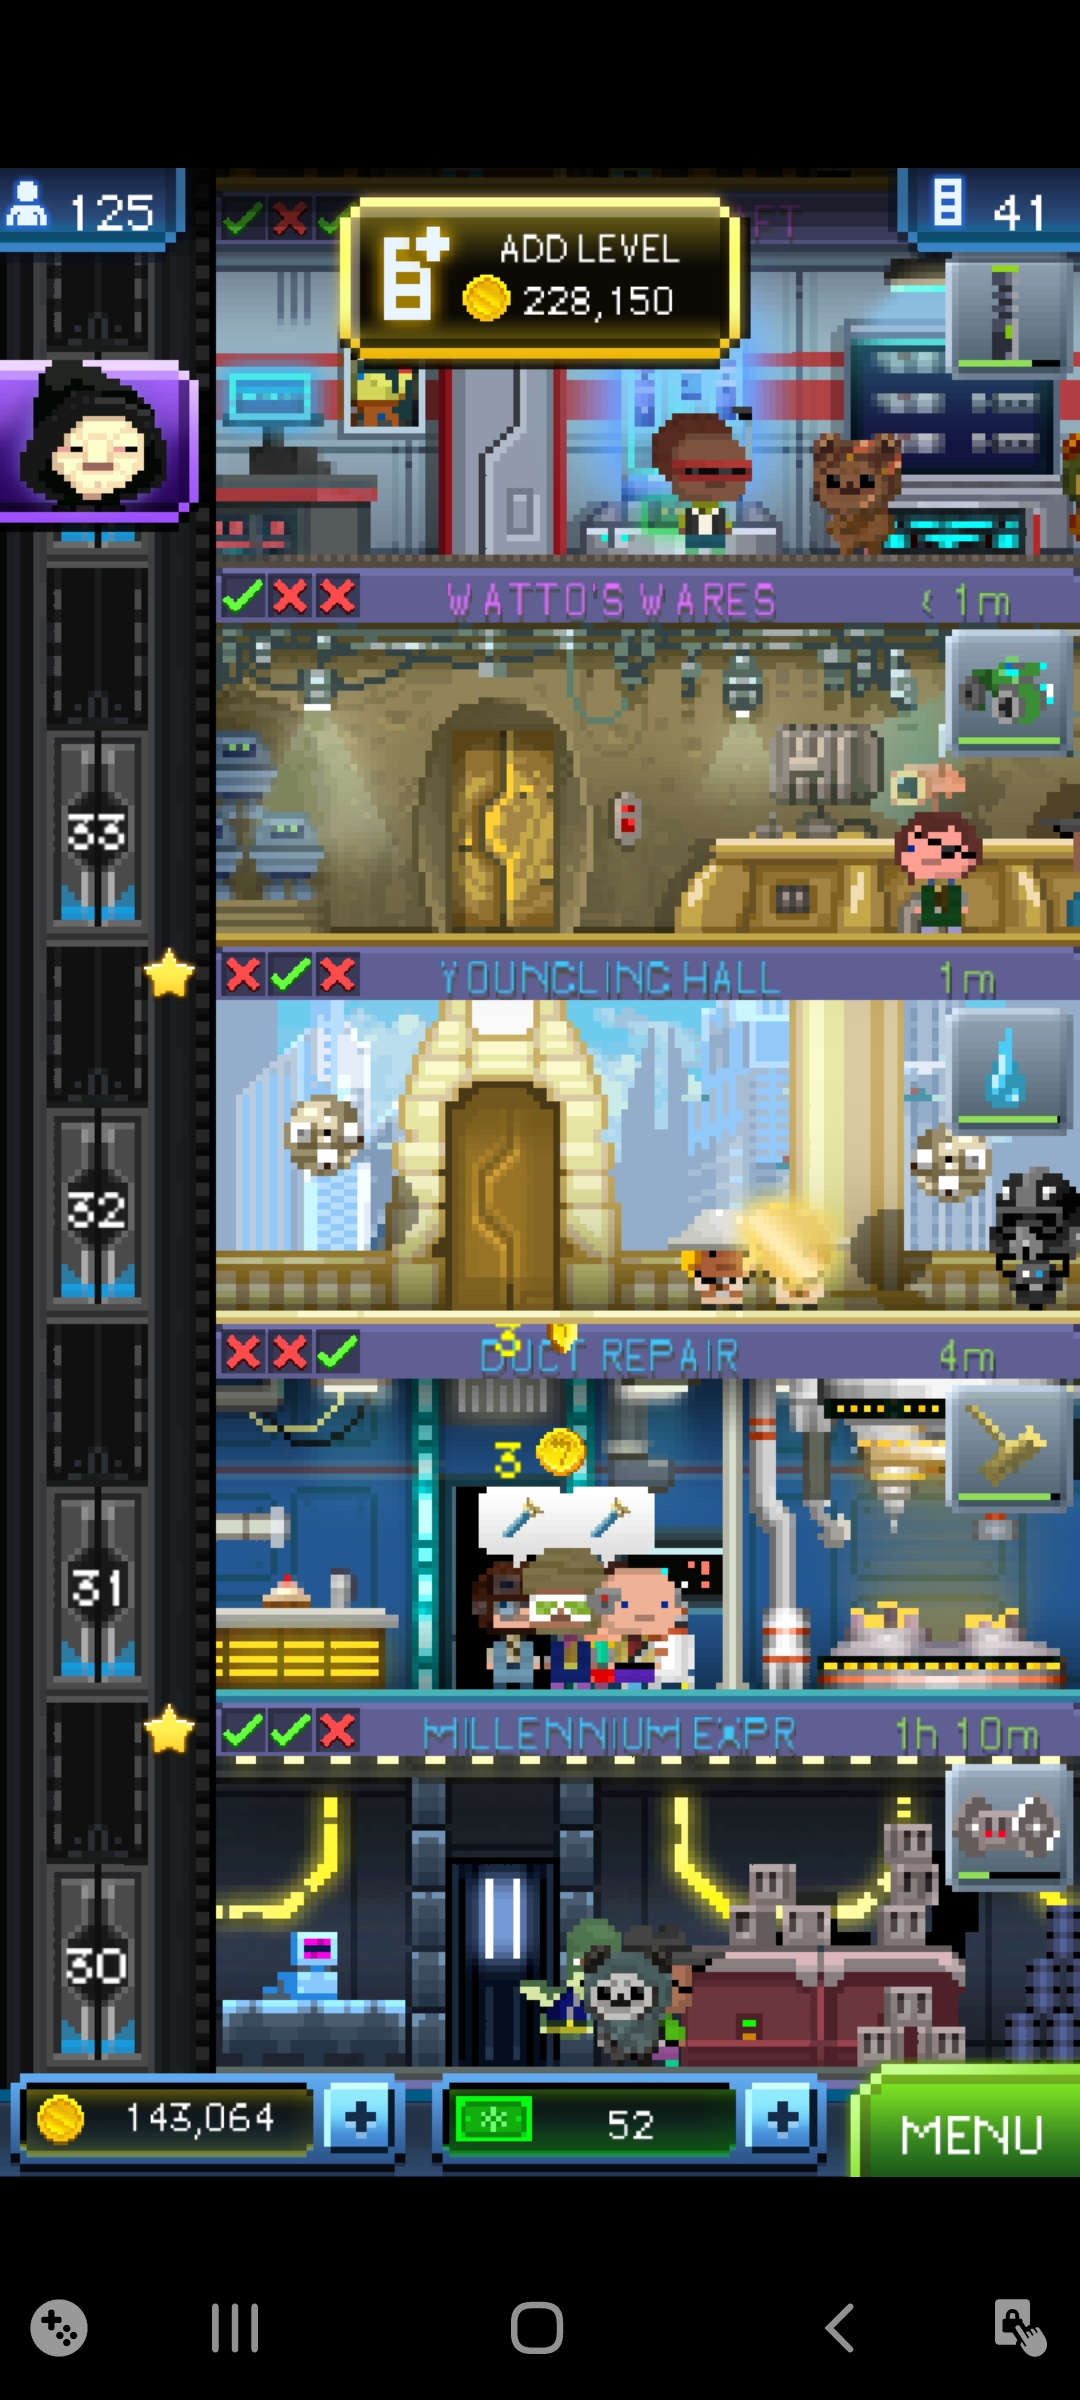 125
FT
41
ADD LEVEL
228,150
WATTO'S WARES
< 1m
33
YOUNGLING HALL
1m
32
3
DUCT REPAIR
4m
3
31
MILLENNIUM EXPR
1h 10m
30
143,064
52
MENU